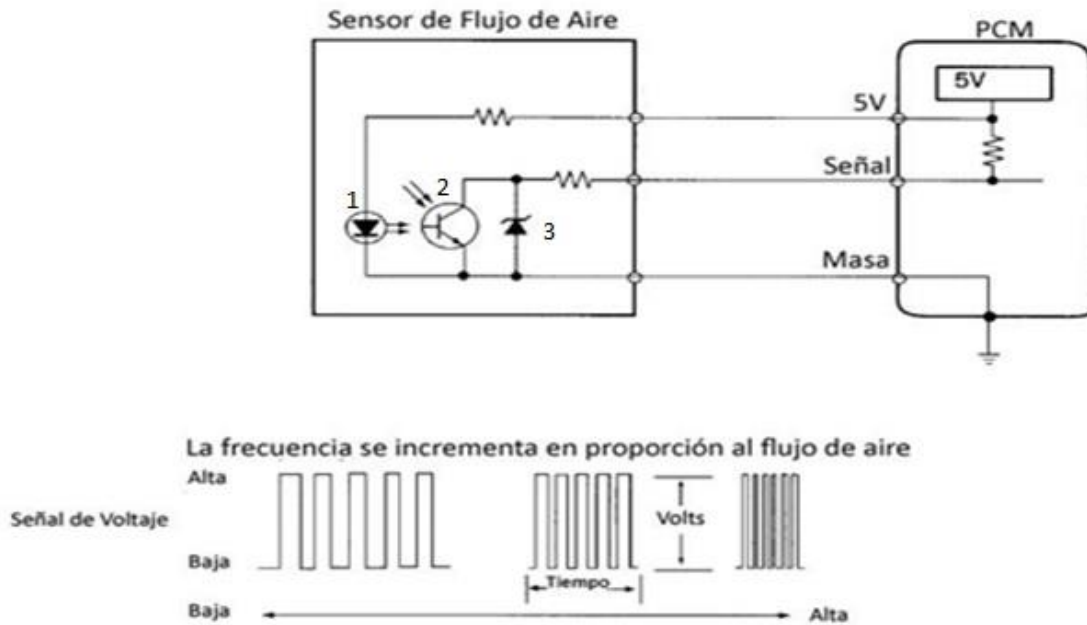 Sensor de Flujo de Aire
PCM
5V
5V
Señal
1
2
3
Masa
La frecuencia se incrementa en proporción al flujo de aire
Alta
Señal de Voltaje
Volts
Baja
Tiempo
Baja
Alta